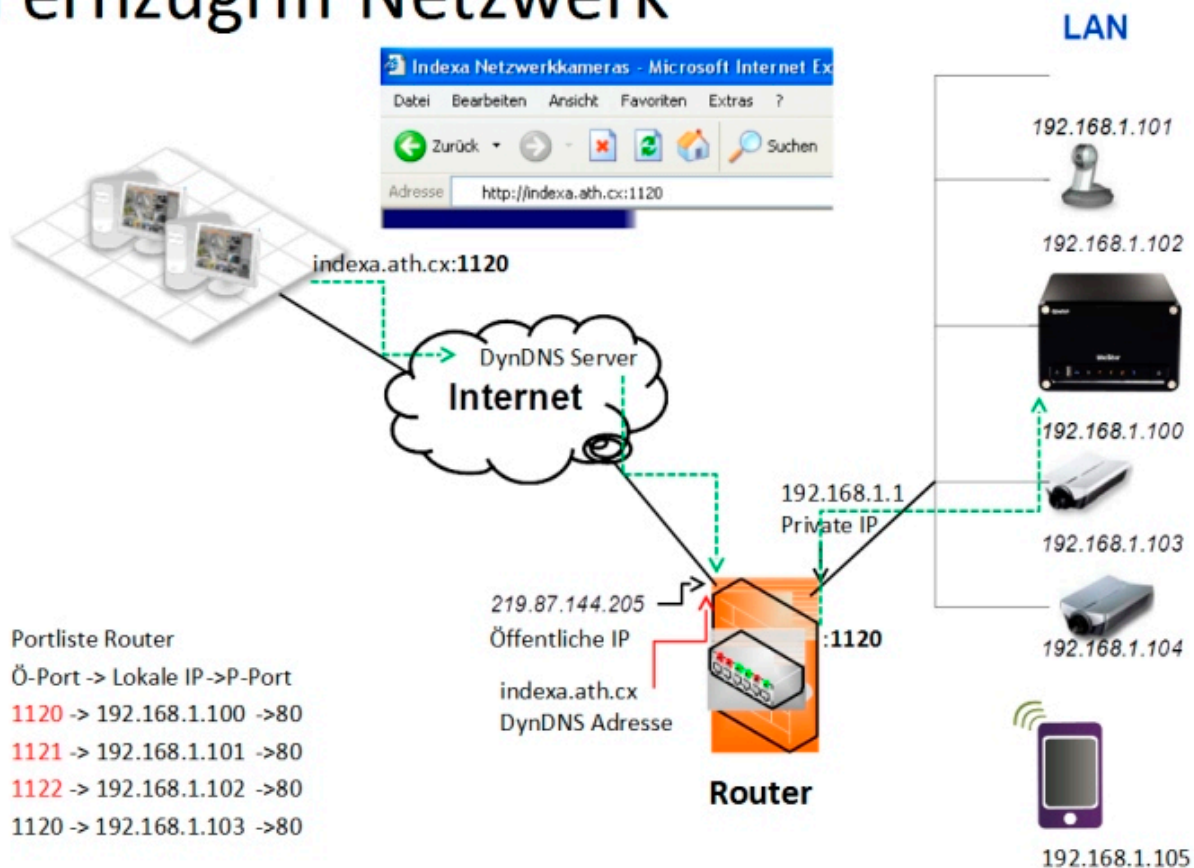 Fernzugriff Netzwerk
LAN
Indexa Netzwerkkameras - Microsoft Internet Ex
Datei Bearbeiten Ansicht Favoriten Extras ?
Zurück Suchen
Adresse http://indexa.ath.cx:1120
192.168.1.101
192.168.1.102
indexa.ath.cx:1120
DynDNS Server
Internet
192.168.1.100
192.168.1.1
Private IP
192.168.1.103
219.87.144.205
Öffentliche IP
:1120
192.168.1.104
indexa.ath.cx
DynDNS Adresse
Router
192.168.1.105
Portliste Router
Ö-Port -> Lokale IP->P-Port
1120 -> 192.168.1.100 ->80
1121 -> 192.168.1.101 ->80
1122 -> 192.168.1.102 ->80
1120 -> 192.168.1.103 ->80